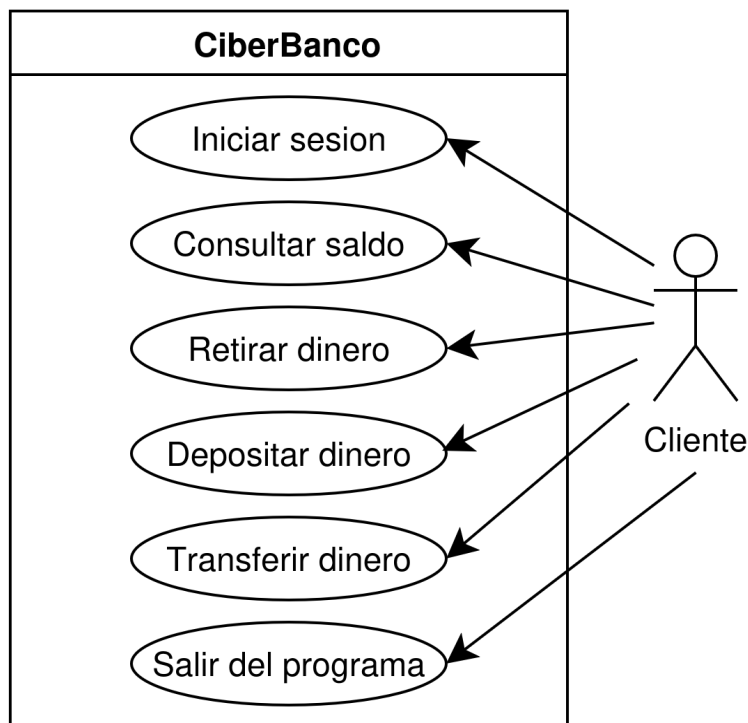 CiberBanco
Iniciar sesion
Consultar saldo
Retirar dinero
Depositar dinero
Cliente
Transferir dinero
Salir del programa